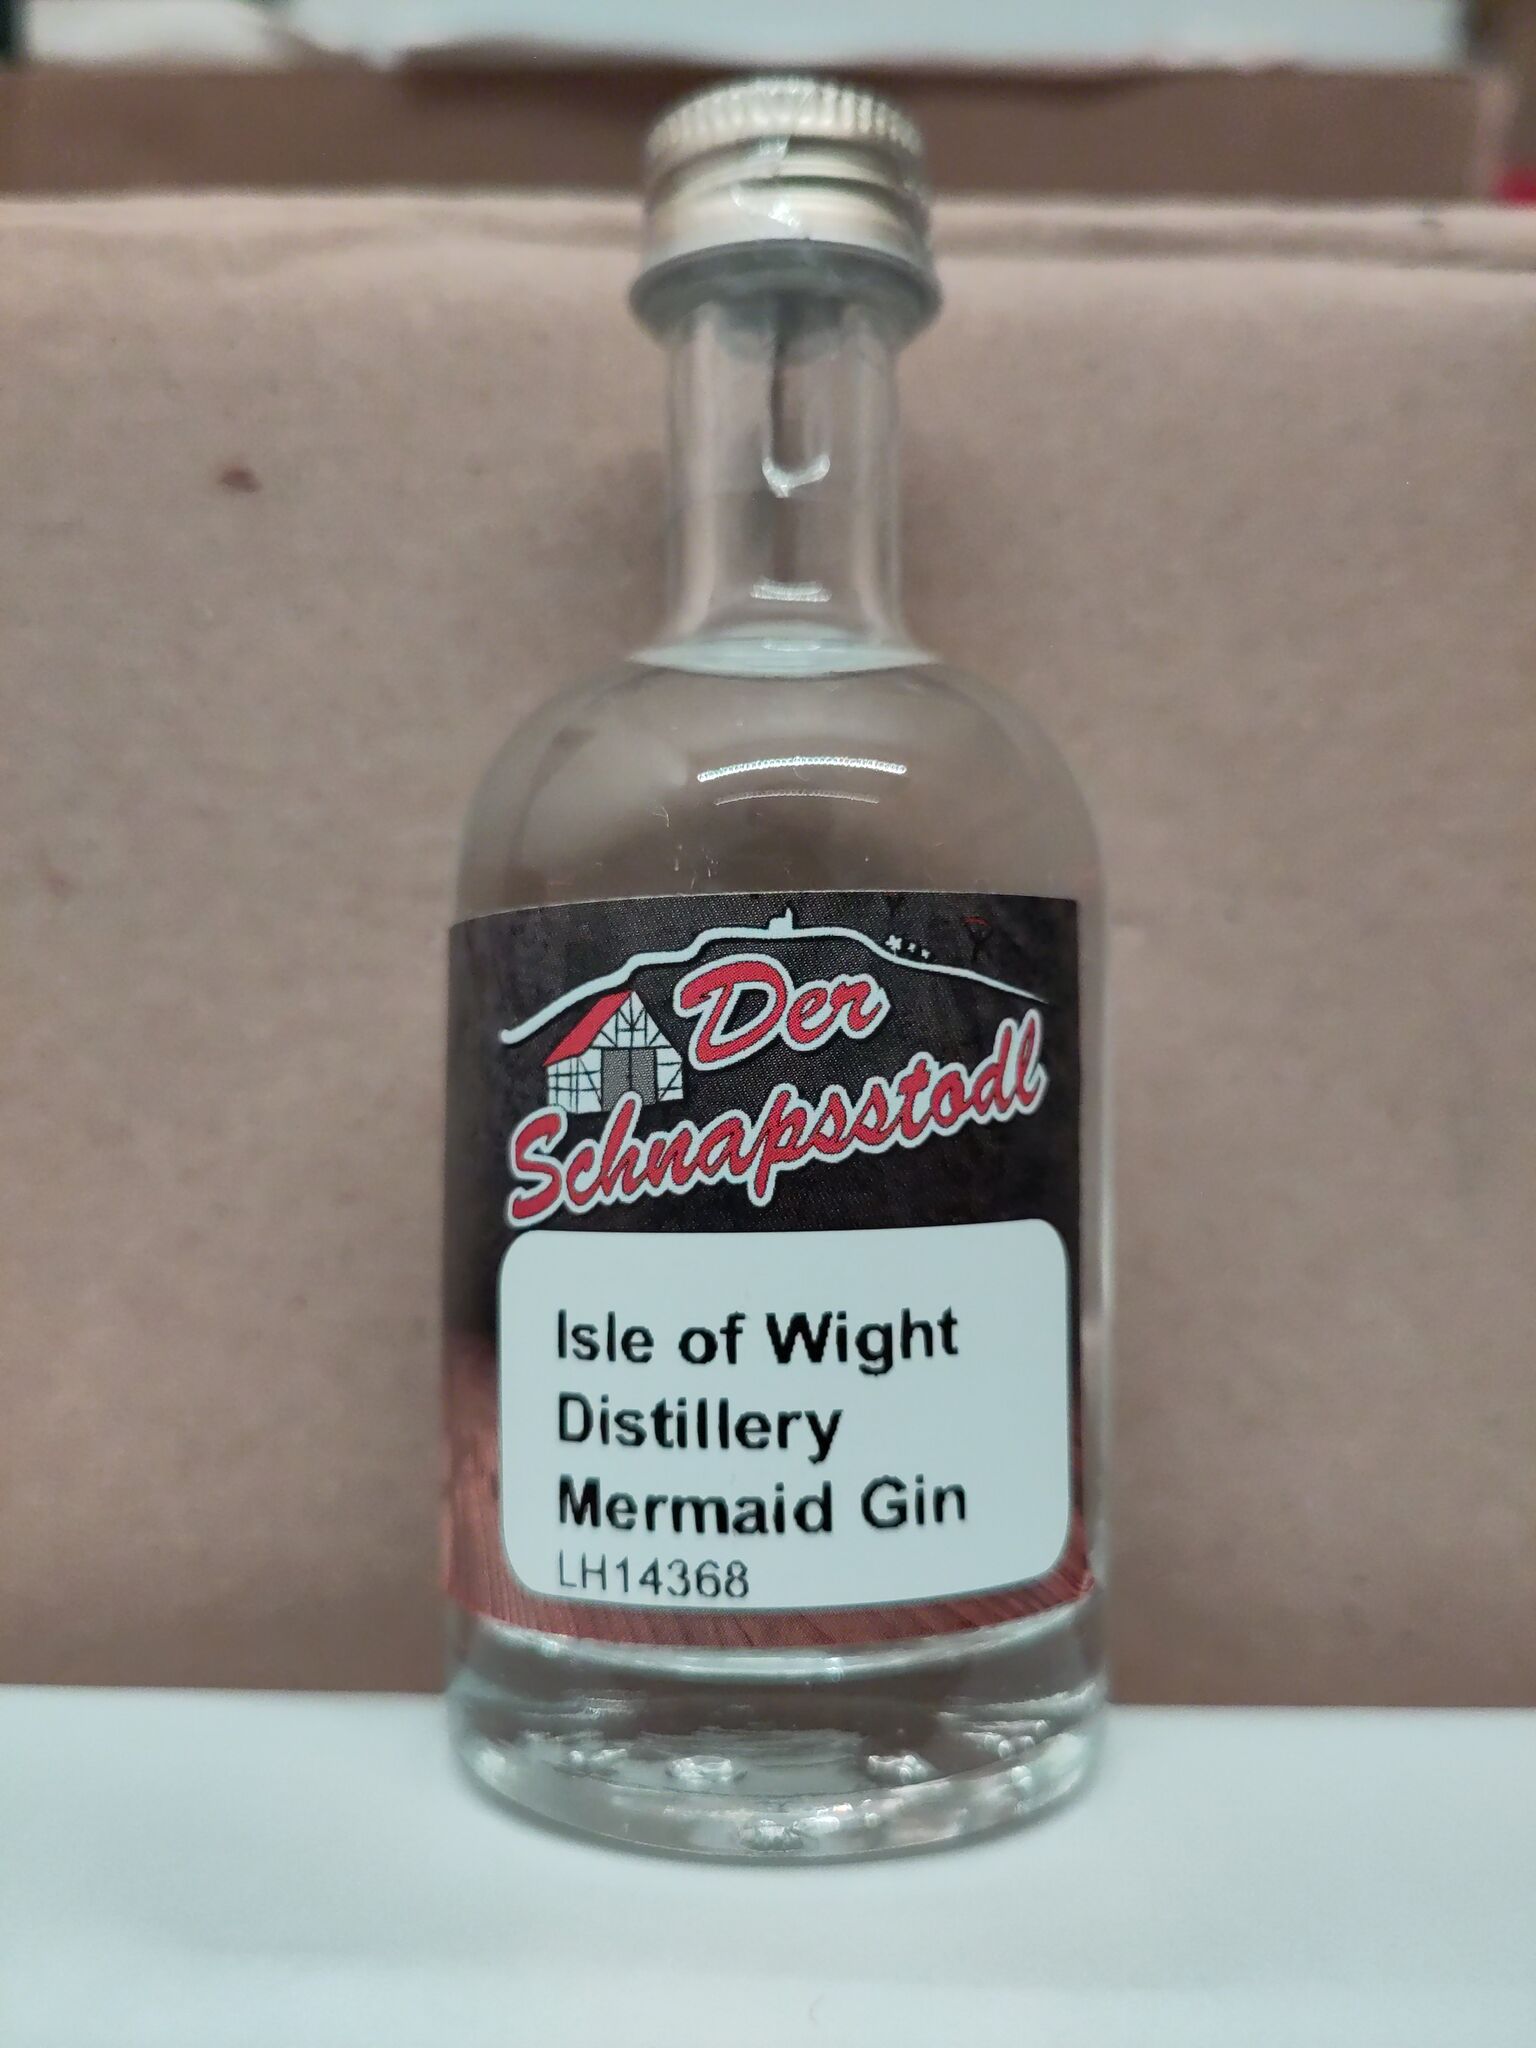 Der
Schnapsstodl
Isle of Wight
Distillery
Mermaid Gin
LH14368